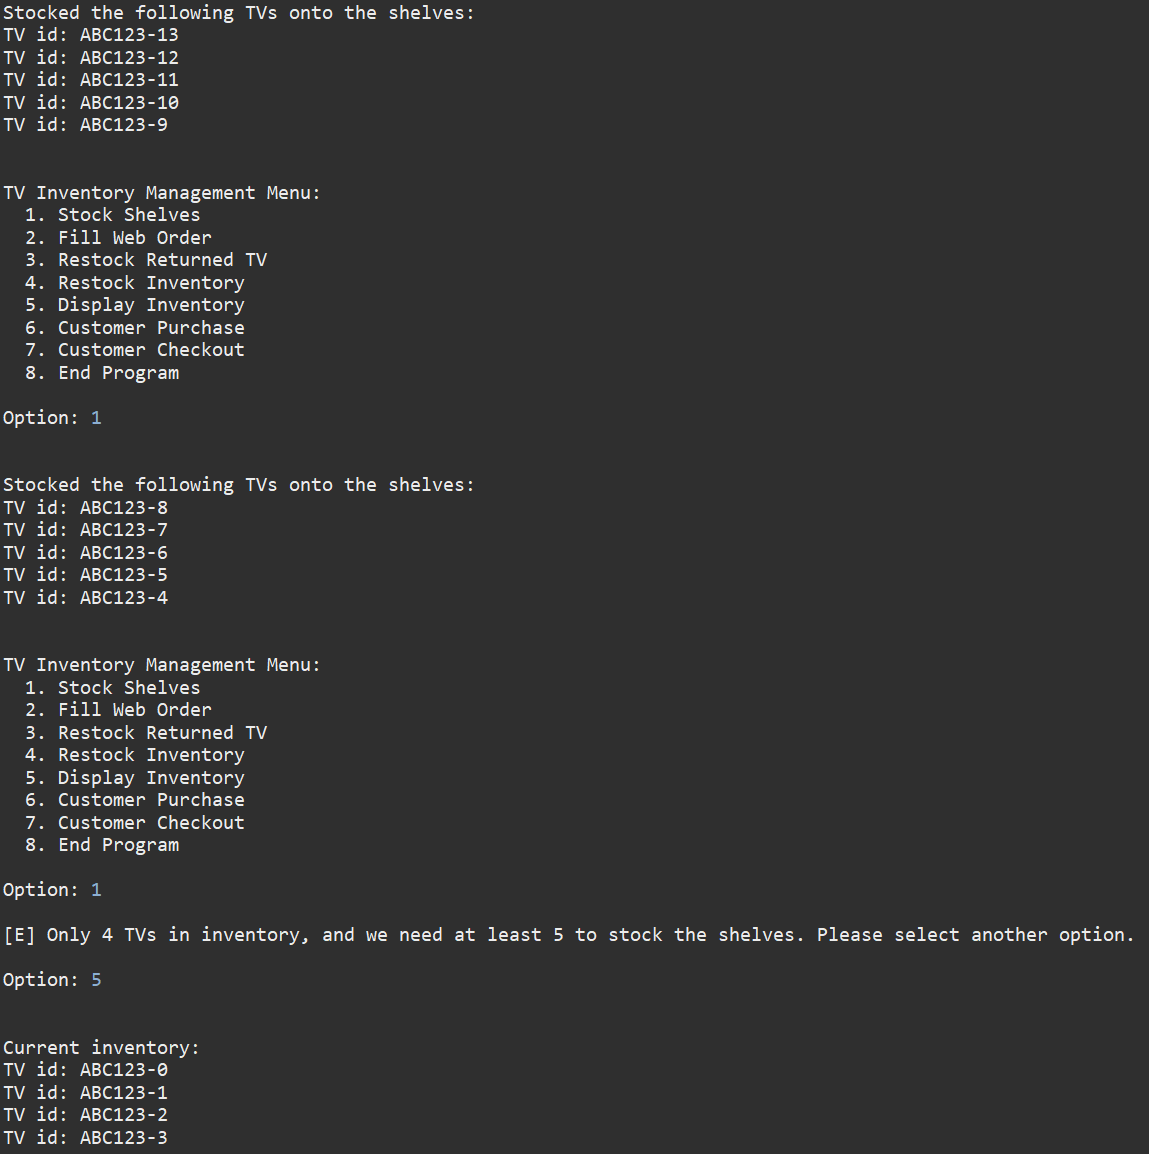 Stocked the following TVs onto the shelves:
TV id: ABC123-13
TV id: ABC123-12
TV id: ABC123-11
TV id: ABC123-10
TV id: ABC123-9
TV Inventory Management Menu:
1. Stock Shelves
2. Fill Web Order
3. Restock Returned TV
4. Restock Inventory
5. Display Inventory
6. Customer Purchase
7. Customer Checkout
8. End Program
Option: 1
Stocked the following TVs onto the shelves:
TV id: ABC123-8
TV id: ABC123-7
TV id: ABC123-6
TV id: ABC123-5
TV id: ABC123-4
TV Inventory Management Menu:
1. Stock Shelves
2. Fill Web Order
3. Restock Returned TV
4. Restock Inventory
5. Display Inventory
6. Customer Purchase
7. Customer Checkout
8. End Program
Option: 1
[E] Only 4 TVs in inventory, and we need at least 5 to stock the shelves. Please select another option.
Option: 5
Current inventory:
TV id: ABC123-0
TV id: ABC123-1
TV id: ABC123-2
TV id: ABC123-3